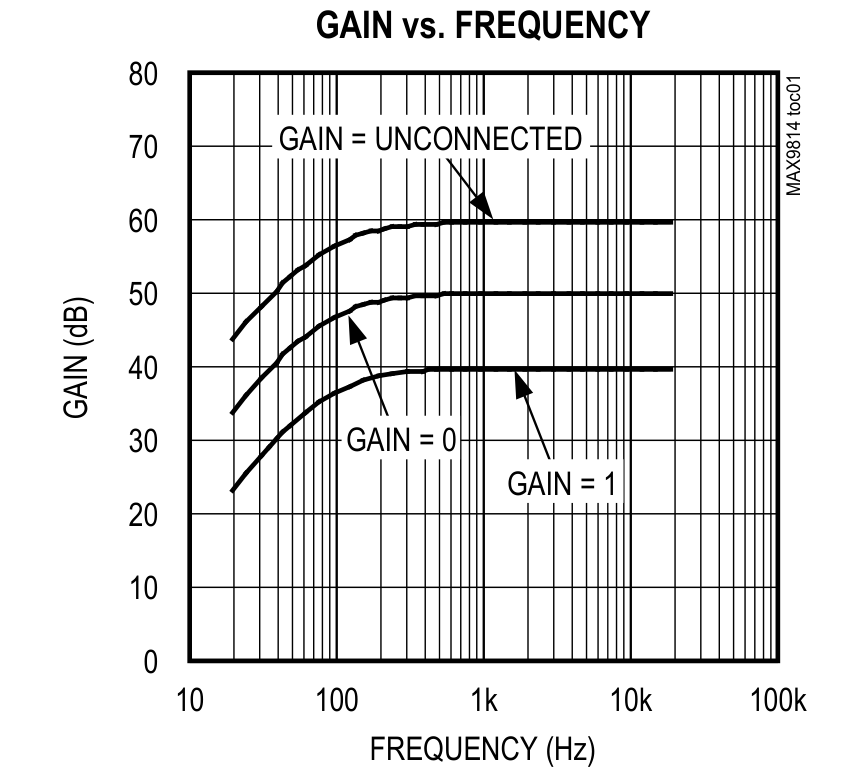 GAIN vs. FREQUENCY
MAX9814 toc01
80
70
60
50
40
30
20
10
0
GAIN (dB)
GAIN = UNCONNECTED
GAIN = 0
GAIN = 1
10
100
1k
10k
100k
FREQUENCY (Hz)